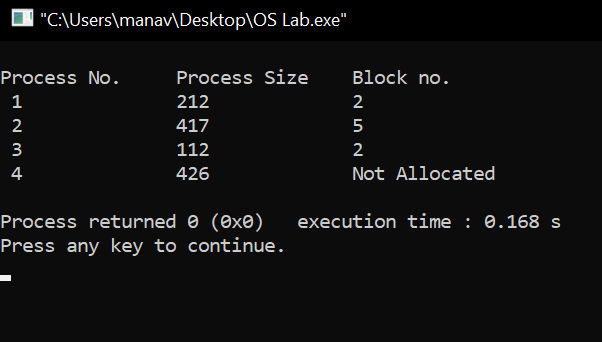 "C:\Users\manav\Desktop\OS Lab.exe"
Process No.     Process Size    Block no.
 1              212             2
 2              417             5
 3              112             2
 4              426             Not Allocated
Process returned 0 (0x0)   execution time : 0.168 s
Press any key to continue.